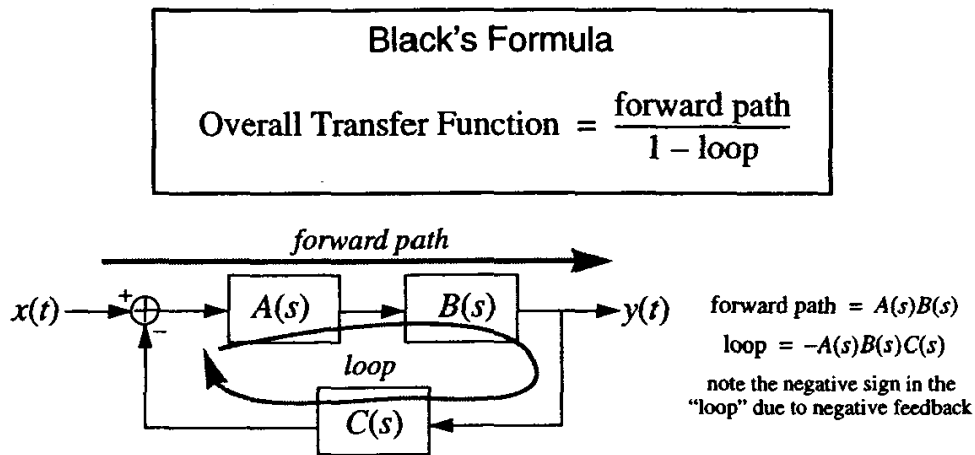 Black's Formula
Overall Transfer Function = forward path / 1 – loop
forward path
x(t)
+
−
A(s)
B(s)
y(t)
loop
C(s)
forward path = A(s)B(s)
loop = −A(s)B(s)C(s)
note the negative sign in the
“loop” due to negative feedback